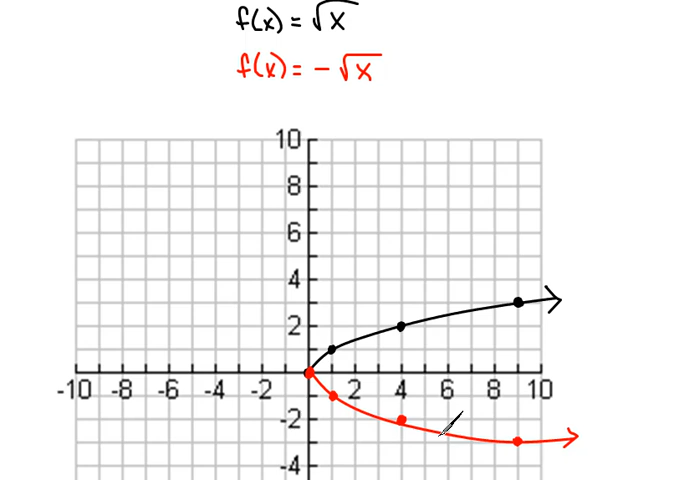 f(x) = √x
f(x) = - √x
10
8
6
4
2
-10 -8 -6 -4 -2 2 4 6 8 10
-2
-4